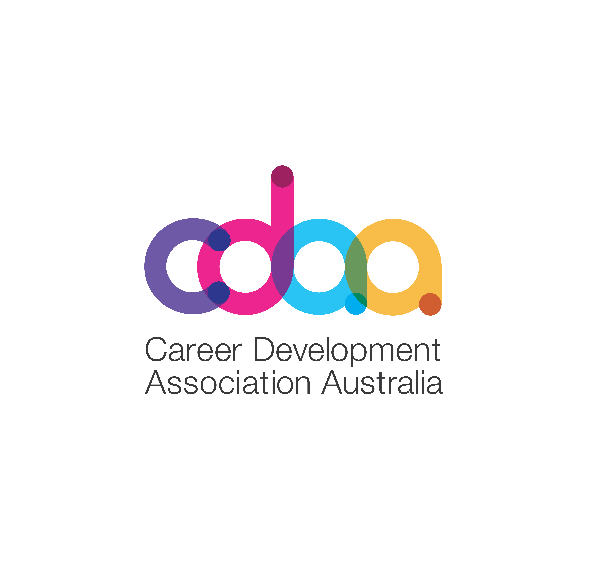 cdaa
Career Development
Association Australia